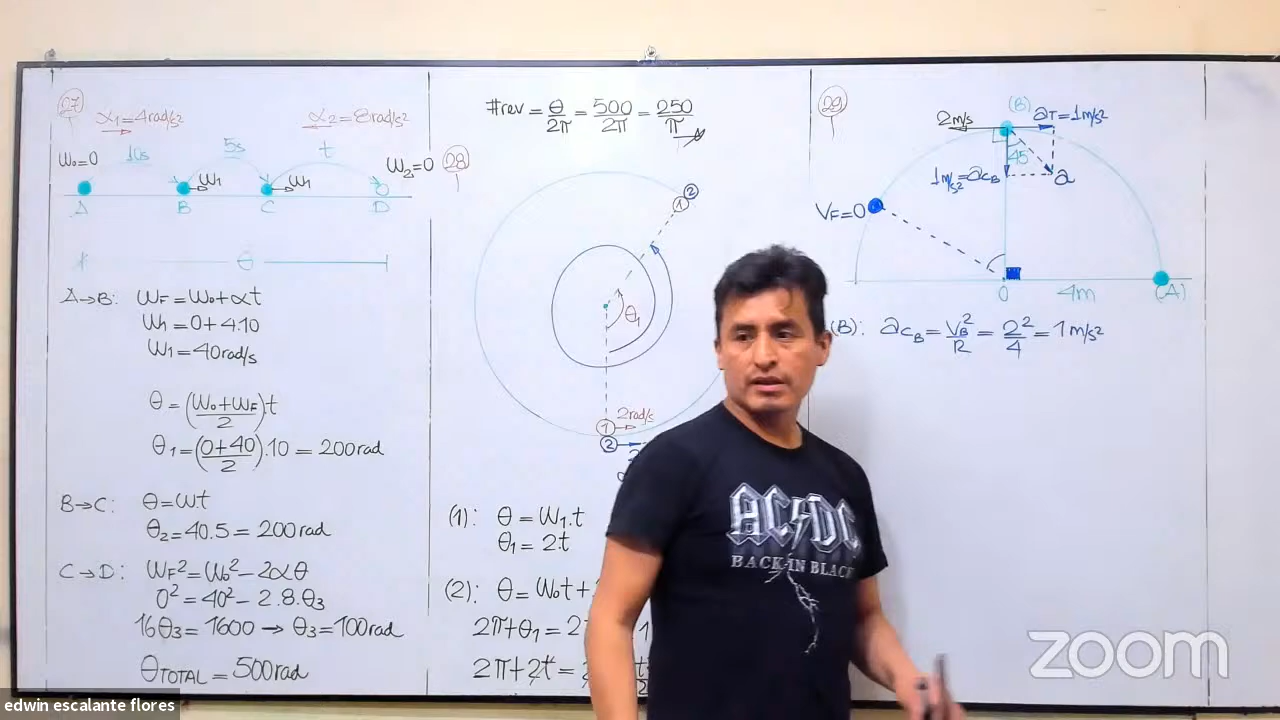 27
α₁=4rad/s²
α₂=8rad/s²
10s
5s
t
W₀=0
W₁
W₁
W₂=0
A
B
C
D
θ
A→B: WF=W₀+αt
W₁=0+4.10
W₁=40rad/s
θ=(W₀+WF/2).t
θ₁=(0+40/2).10=200rad
B→C: θ=Wt
θ₂=40.5=200rad
C→D: WF²=W₀²-2αθ
0²=40²-2.8.θ₃
16θ₃=1600→θ₃=100rad
θTOTAL=500rad
#rev=θ/2π=500/2π=250/π
28
2
1
θ₁
1
2rad/s
2
(1): θ=W₁.t
θ₁=2.t
(2): θ=W₀t+
2π+θ₁=
2π+2t=
29
(B)
2m/s
aT=1m/s²
45
1m/s²=acB
a
VF=0
0
4m
(A)
(B): acB=VB²/R=2²/4=1m/s²
AC DC
BACK IN BLACK
zoom
edwin escalante flores